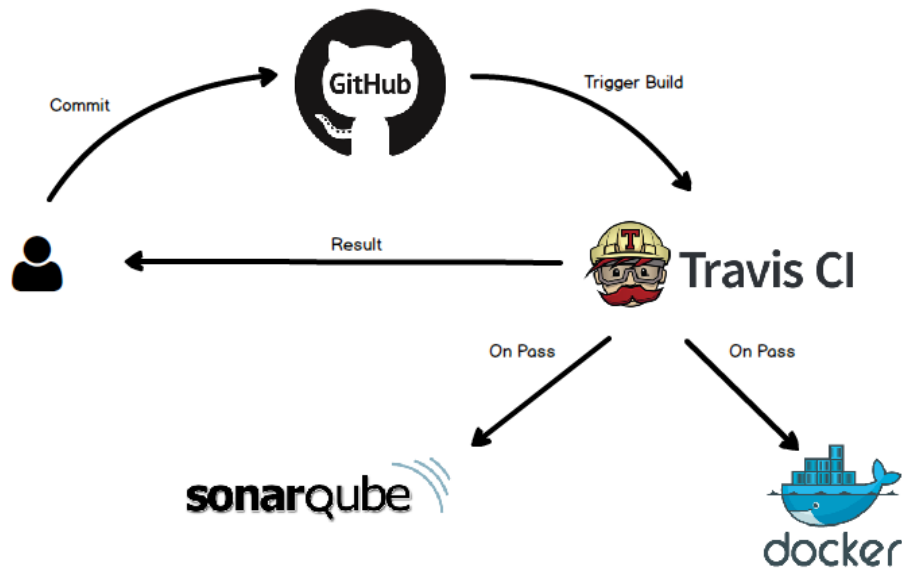 GitHub
Commit
Trigger Build
Result
T
Travis CI
On Pass
On Pass
sonarqube
docker